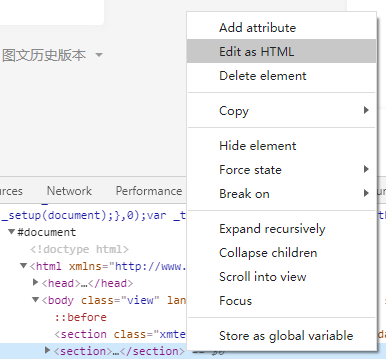 Add attribute
图文历史版本
Edit as HTML
Delete element
Copy
Hide element
Force state
Break on
Expand recursively
Collapse children
Scroll into view
Focus
Store as global variable
Network
Performance
_setup(document);},0);var _t
#document
<!doctype html>
<html xmlns="http://www.
<head>…</head>
<body class="view" lan
::before
<section class="xmte
<section>…</section> == $0